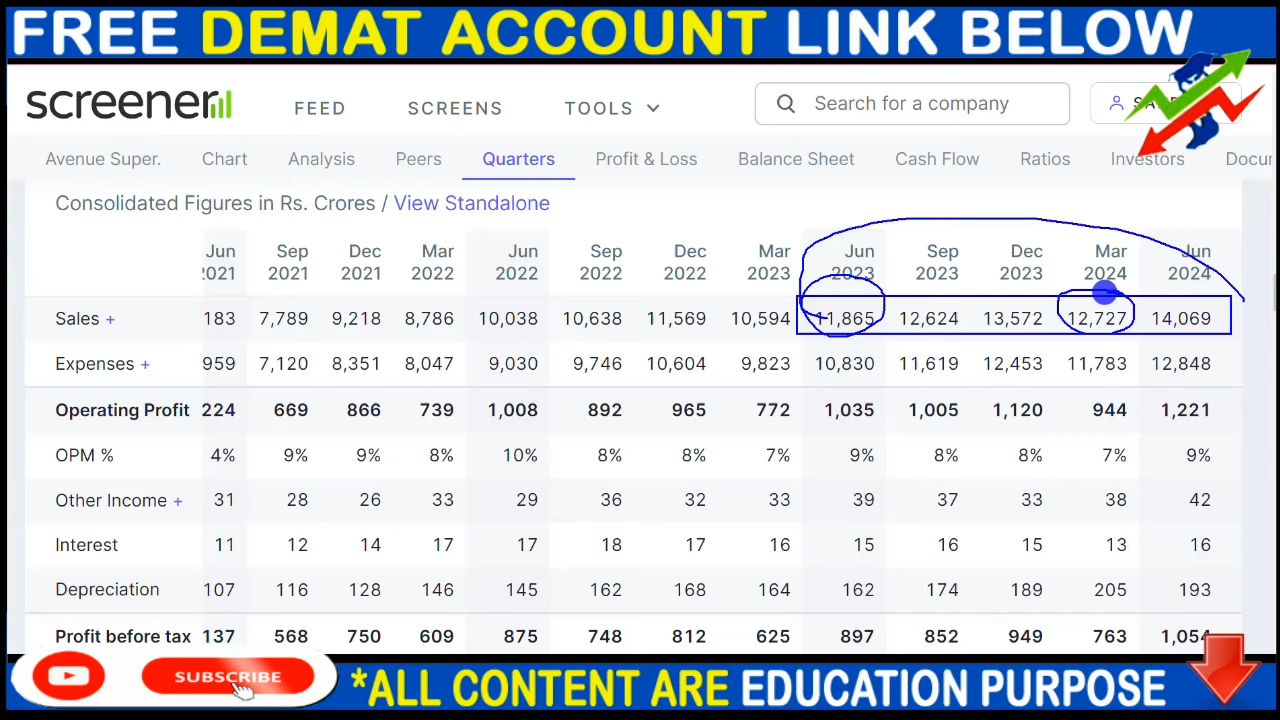 FREE DEMAT ACCOUNT LINK BELOW
screener FEED SCREENS TOOLS Search for a company
Avenue Super. Chart Analysis Peers Quarters Profit & Loss Balance Sheet Cash Flow Ratios Investors Docu
Consolidated Figures in Rs. Crores / View Standalone
Jun Sep Dec Mar Jun Sep Dec Mar Jun Sep Dec Mar Jun
2021 2021 2021 2022 2022 2022 2022 2023 2023 2023 2023 2024 2024
Sales + 183 7,789 9,218 8,786 10,038 10,638 11,569 10,594 11,865 12,624 13,572 12,727 14,069
Expenses + 959 7,120 8,351 8,047 9,030 9,746 10,604 9,823 10,830 11,619 12,453 11,783 12,848
Operating Profit 224 669 866 739 1,008 892 965 772 1,035 1,005 1,120 944 1,221
OPM % 4% 9% 9% 8% 10% 8% 8% 7% 9% 8% 8% 7% 9%
Other Income + 31 28 26 33 29 36 32 33 39 37 33 38 42
Interest 11 12 14 17 17 18 17 16 15 16 15 13 16
Depreciation 107 116 128 146 145 162 168 164 162 174 189 205 193
Profit before tax 137 568 750 609 875 748 812 625 897 852 949 763 1,054
SUBSCRIBE
*ALL CONTENT ARE EDUCATION PURPOSE